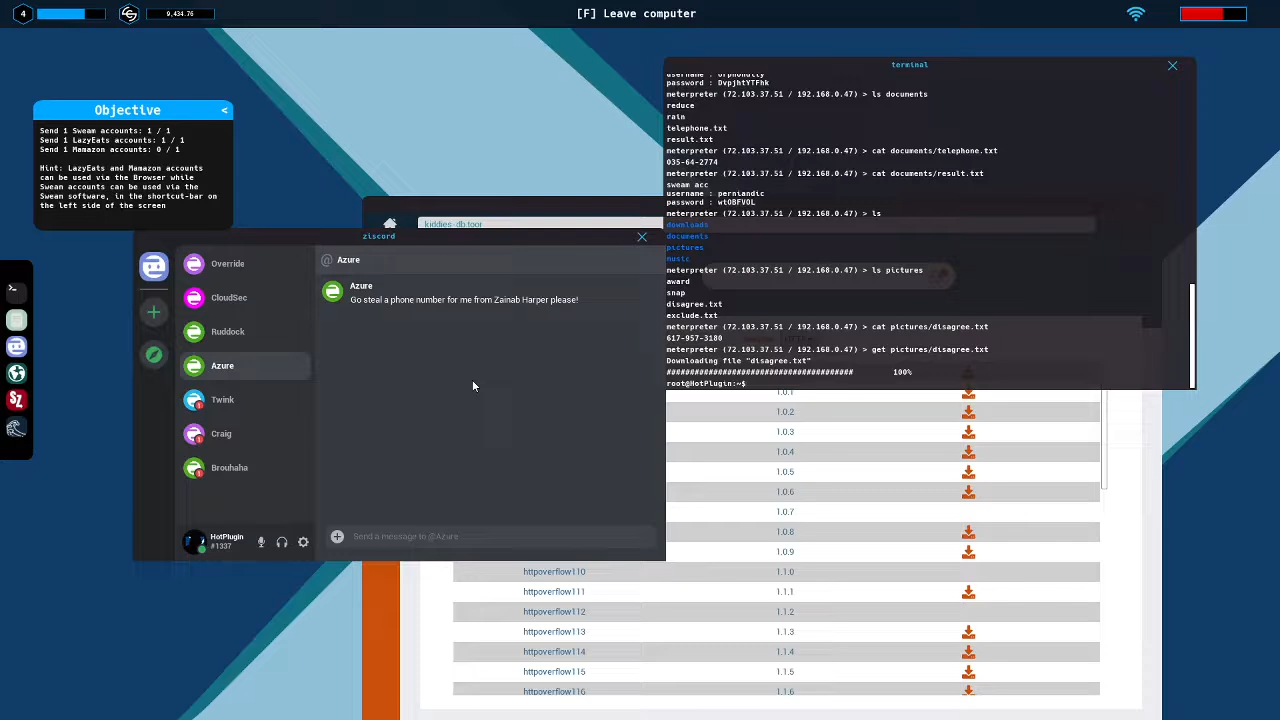 4
9,434.76
[F] Leave computer
Objective
<
Send 1 Sweam accounts: 1 / 1
Send 1 LazyEats accounts: 1 / 1
Send 1 Mamazon accounts: 0 / 1
Hint: LazyEats and Mamazon accounts
can be used via the Browser while
Sweam accounts can be used via the
Sweam software, in the shortcut-bar on
the left side of the screen
terminal
password : DvpjhtYTFhk
meterpreter (72.103.37.51 / 192.168.0.47) > ls documents
reduce
rain
telephone.txt
result.txt
meterpreter (72.103.37.51 / 192.168.0.47) > cat documents/telephone.txt
035-64-2774
meterpreter (72.103.37.51 / 192.168.0.47) > cat documents/result.txt
sweam acc
username : perniandic
password : wtOBFVOL
meterpreter (72.103.37.51 / 192.168.0.47) > ls
downloads
documents
pictures
music
meterpreter (72.103.37.51 / 192.168.0.47) > ls pictures
award
snap
disagree.txt
exclude.txt
meterpreter (72.103.37.51 / 192.168.0.47) > cat pictures/disagree.txt
617-957-3180
meterpreter (72.103.37.51 / 192.168.0.47) > get pictures/disagree.txt
Downloading file "disagree.txt"
######################################## 100%
root@HotPlugin:~$
kiddies-db.toor
ziscord
Override
CloudSec
Ruddock
Azure
Twink
1
Craig
1
Brouhaha
1
HotPlugin
#1337
@ Azure
Azure
Go steal a phone number for me from Zainab Harper please!
Send a message to @Azure
SZ
1.0.1
1.0.2
1.0.3
1.0.4
1.0.5
1.0.6
1.0.7
1.0.8
1.0.9
httpoverflow110 1.1.0
httpoverflow111 1.1.1
httpoverflow112 1.1.2
httpoverflow113 1.1.3
httpoverflow114 1.1.4
httpoverflow115 1.1.5
httpoverflow116 1.1.6